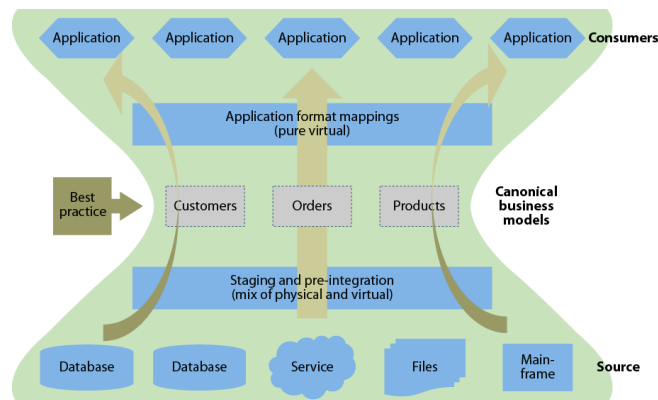 Application Application Application Application Application Consumers
Application format mappings
(pure virtual)
Best
practice
Customers Orders Products
Canonical
business
models
Staging and pre-integration
(mix of physical and virtual)
Database Database Service Files Main-
frame
Source